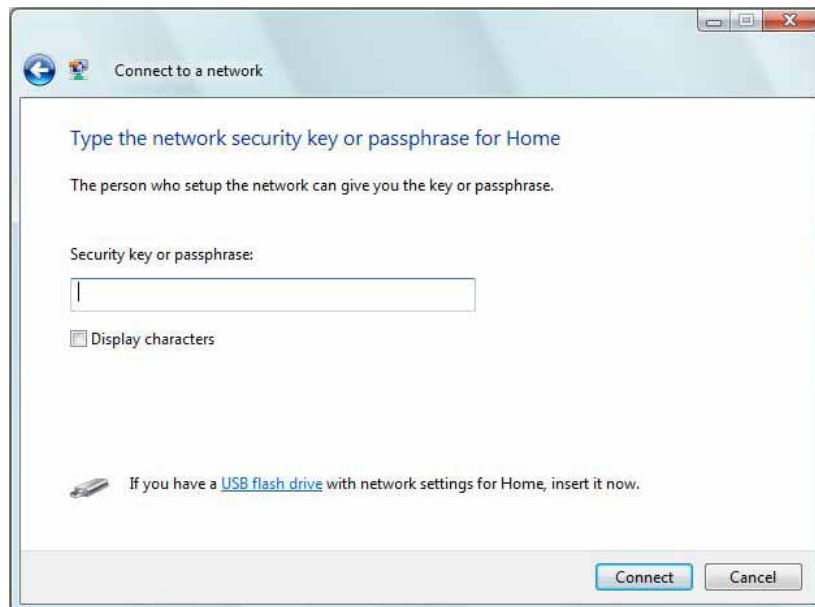 Connect to a network
Type the network security key or passphrase for Home
The person who setup the network can give you the key or passphrase.
Security key or passphrase:
Display characters
If you have a USB flash drive with network settings for Home, insert it now.
Connect Cancel